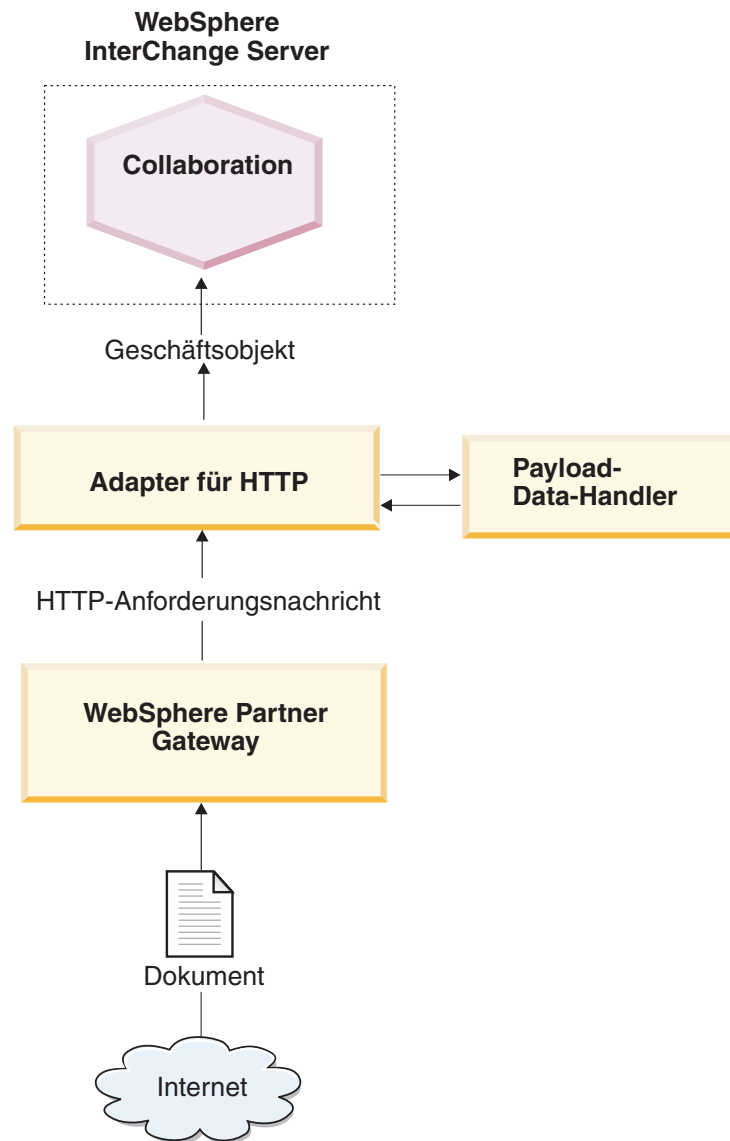 WebSphere
InterChange Server
Collaboration
Geschäftsobjekt
Adapter für HTTP
Payload-
Data-Handler
HTTP-Anforderungsnachricht
WebSphere Partner
Gateway
Dokument
Internet